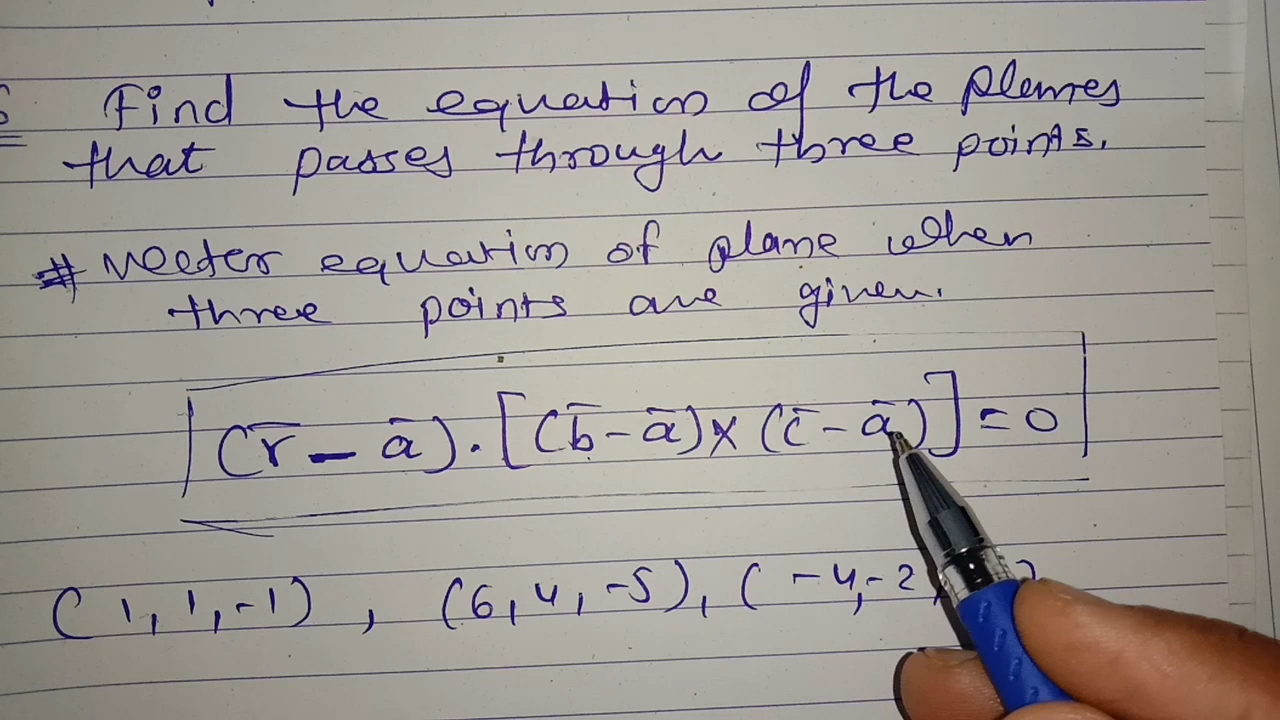 Find the equation of the planes
that passes through three points.
# Vector equation of plane when
three points are given.
(r̄ - ā) · [(b̄ - ā) × (c̄ - ā)] = 0
(1, 1, -1), (6, 4, -5), (-4, -2, )